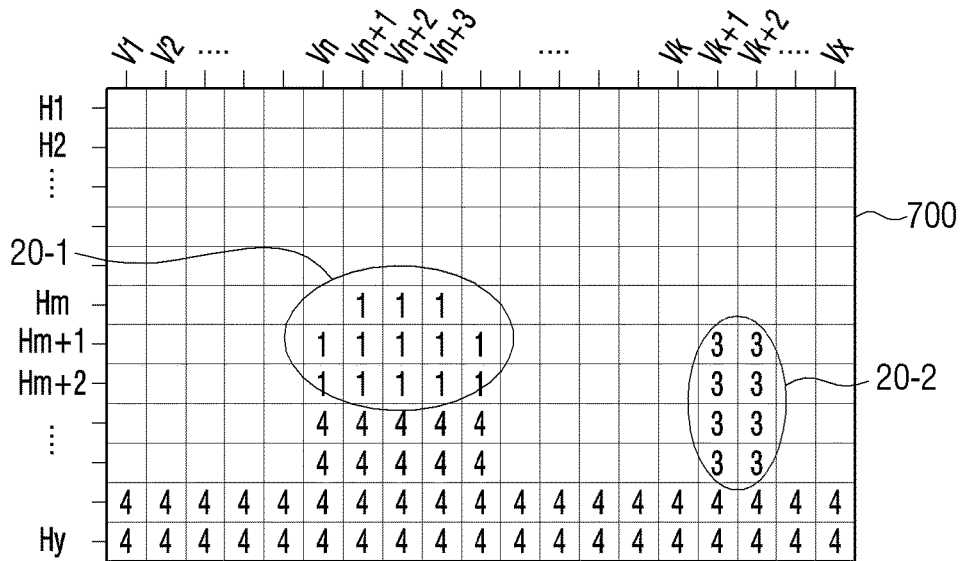 V1 V2 .... Vn Vn+1 Vn+2 Vn+3 .... Vk Vk+1 Vk+2 .... Vx
H1
H2
⋮
700
20-1
Hm 1 1 1
Hm+1 1 1 1 1 1 3 3
Hm+2 1 1 1 1 1 3 3 20-2
⋮ 4 4 4 4 4 3 3
4 4 4 4 4 3 3
4 4 4 4 4 4 4 4 4 4 4 4 4 4 4 4 4 4 4
Hy 4 4 4 4 4 4 4 4 4 4 4 4 4 4 4 4 4 4 4